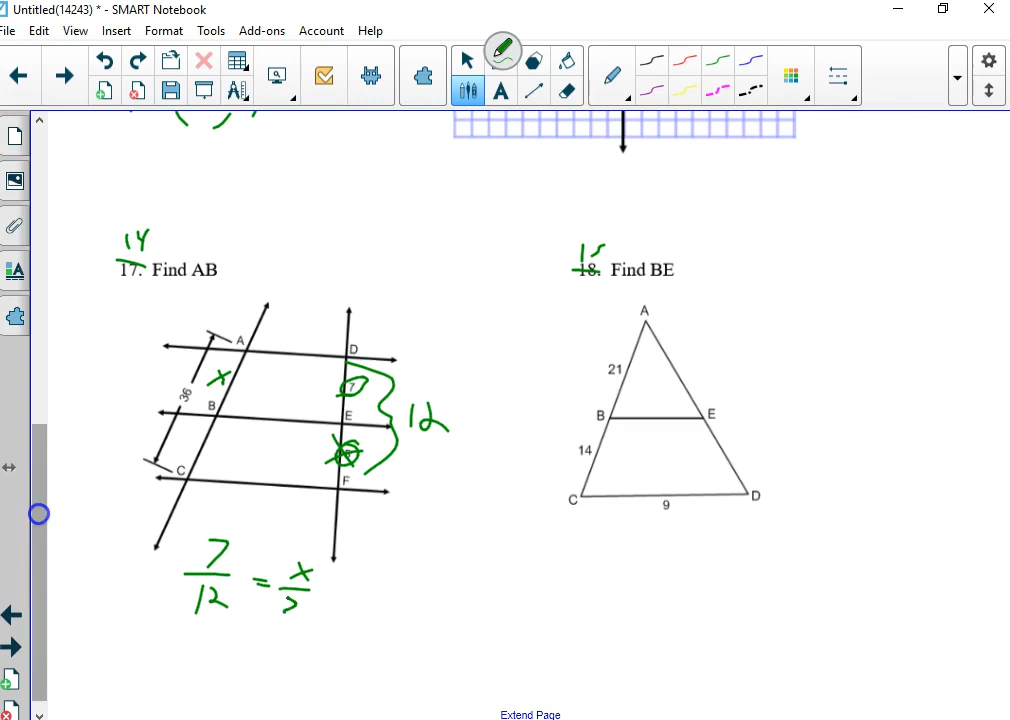 Untitled(14243) * - SMART Notebook
File Edit View Insert Format Tools Add-ons Account Help
14
17. Find AB
A
D
x
7
36
B
E
12
C
F
7/12 = x/3
15
18. Find BE
A
21
B
E
14
C
D
9
Extend Page